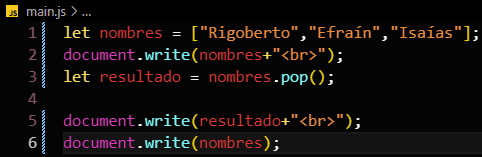 JS main.js > ...
1 let nombres = ["Rigoberto","Efraín","Isaías"];
2 document.write(nombres+"<br>");
3 let resultado = nombres.pop();
4
5 document.write(resultado+"<br>");
6 document.write(nombres);